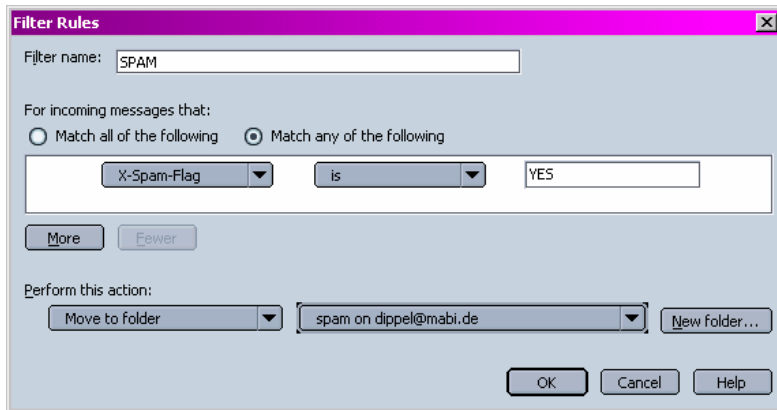 Filter Rules
Filter name: SPAM
For incoming messages that:
Match all of the following Match any of the following
X-Spam-Flag is YES
More Fewer
Perform this action:
Move to folder spam on dippel@mabi.de New folder...
OK Cancel Help